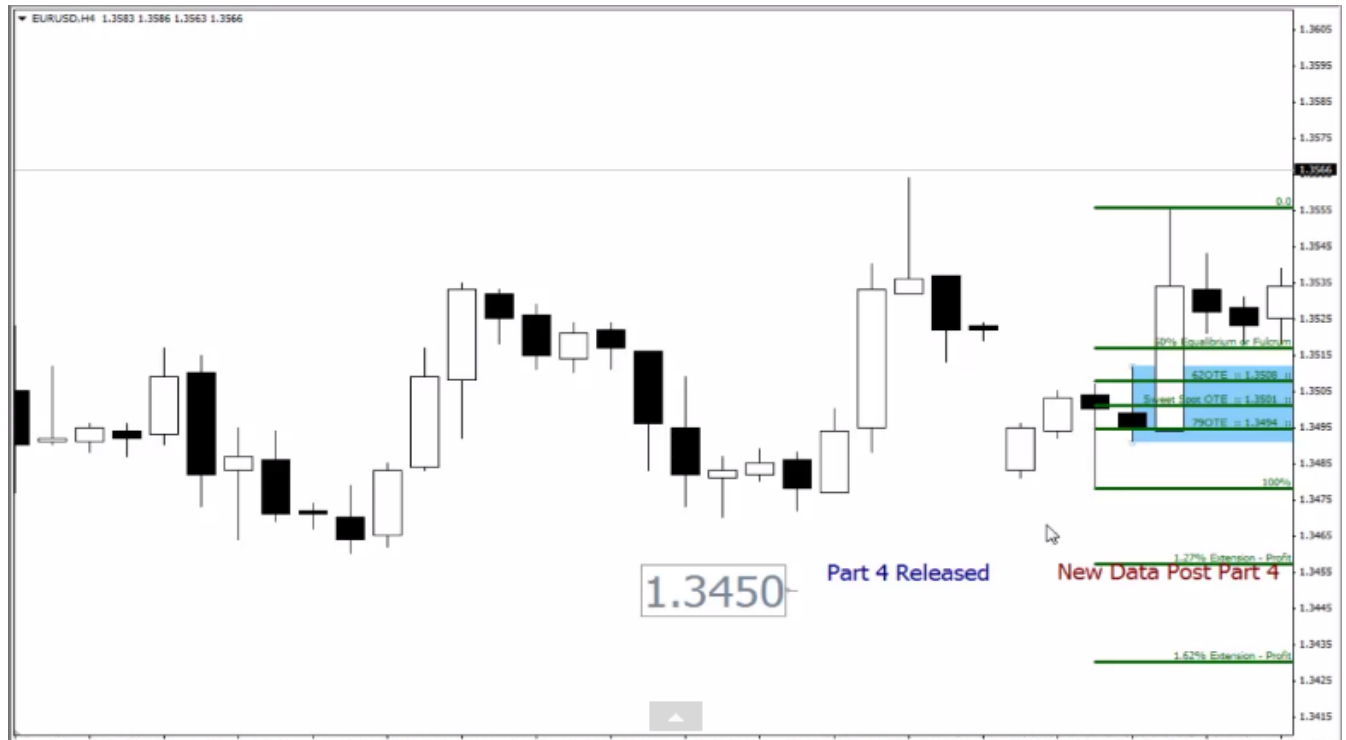 EURUSD,H4 1.3583 1.3586 1.3563 1.3566
1.3605
1.3595
1.3585
1.3575
1.3566
0.0
1.3555
1.3545
1.3535
1.3525
50% Equilibrium or Fulcrum
1.3515
62OTE :: 1.3508 ::
1.3505
Sweet Spot OTE :: 1.3501 ::
79OTE :: 1.3494 ::
1.3495
1.3485
100%
1.3475
1.3465
1.27% Extension - Profit
1.3455
Part 4 Released
New Data Post Part 4
1.3450
1.3445
1.3435
1.62% Extension - Profit
1.3425
1.3415